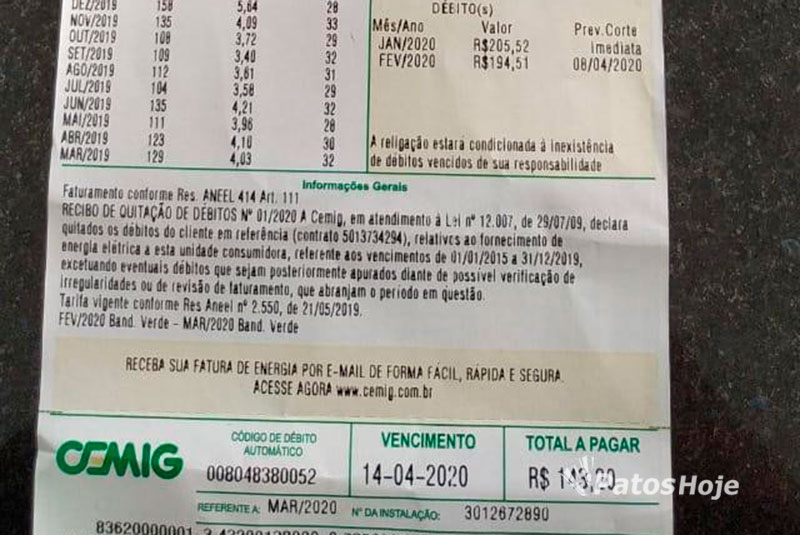 DEZ/2019 158 5,64 28
NOV/2019 135 4,09 33
OUT/2019 108 3,72 29
SET/2019 109 3,40 32
AGO/2019 112 3,61 31
JUL/2019 104 3,58 29
JUN/2019 135 4,21 32
MAI/2019 111 3,96 28
ABR/2019 123 4,10 30
MAR/2019 129 4,03 32
DÉBITO(s)
Mês/Ano Valor Prev.Corte
JAN/2020 R$205,52 imediata
FEV/2020 R$194,51 08/04/2020
A religação estará condicionada à inexistência
de débitos vencidos de sua responsabilidade
Informações Gerais
Faturamento conforme Res. ANEEL 414 Art. 111
RECIBO DE QUITAÇÃO DE DÉBITOS Nº 01/2020 A Cemig, em atendimento à Lei nº 12.007, de 29/07/09, declara
quitados os débitos do cliente em referência (contrato 5013734294), relativos ao fornecimento de
energia elétrica a esta unidade consumidora, referente aos vencimentos de 01/01/2015 a 31/12/2019,
excetuando eventuais débitos que sejam posteriormente apurados diante de possível verificação de
irregularidades ou de revisão de faturamento, que abranjam o período em questão.
Tarifa vigente conforme Res Aneel nº 2.550, de 21/05/2019.
FEV/2020 Band. Verde - MAR/2020 Band. Verde
RECEBA SUA FATURA DE ENERGIA POR E-MAIL DE FORMA FÁCIL, RÁPIDA E SEGURA.
ACESSE AGORA www.cemig.com.br
CEMIG
CÓDIGO DE DÉBITO
AUTOMÁTICO
008048380052
VENCIMENTO
14-04-2020
TOTAL A PAGAR
R$
PatosHoje
REFERENTE A: MAR/2020 Nº DA INSTALAÇÃO: 3012672890
83620000001